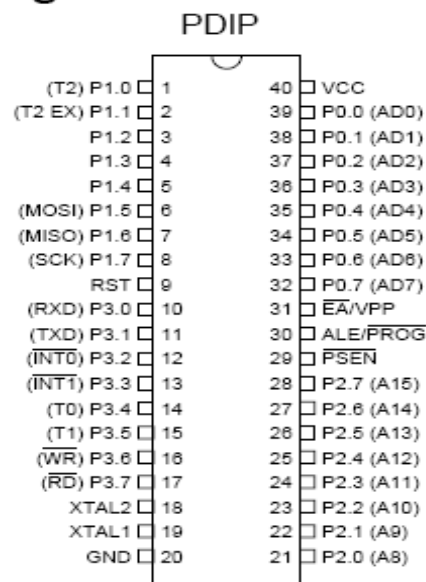 PDIP
(T2) P1.0 1 40 VCC
(T2 EX) P1.1 2 39 P0.0 (AD0)
P1.2 3 38 P0.1 (AD1)
P1.3 4 37 P0.2 (AD2)
P1.4 5 36 P0.3 (AD3)
(MOSI) P1.5 6 35 P0.4 (AD4)
(MISO) P1.6 7 34 P0.5 (AD5)
(SCK) P1.7 8 33 P0.6 (AD6)
RST 9 32 P0.7 (AD7)
(RXD) P3.0 10 31 E̅A̅/VPP
(TXD) P3.1 11 30 ALE/P̅R̅O̅G̅
(I̅N̅T̅0̅) P3.2 12 29 P̅S̅E̅N̅
(I̅N̅T̅1̅) P3.3 13 28 P2.7 (A15)
(T0) P3.4 14 27 P2.6 (A14)
(T1) P3.5 15 26 P2.5 (A13)
(W̅R̅) P3.6 16 25 P2.4 (A12)
(R̅D̅) P3.7 17 24 P2.3 (A11)
XTAL2 18 23 P2.2 (A10)
XTAL1 19 22 P2.1 (A9)
GND 20 21 P2.0 (A8)